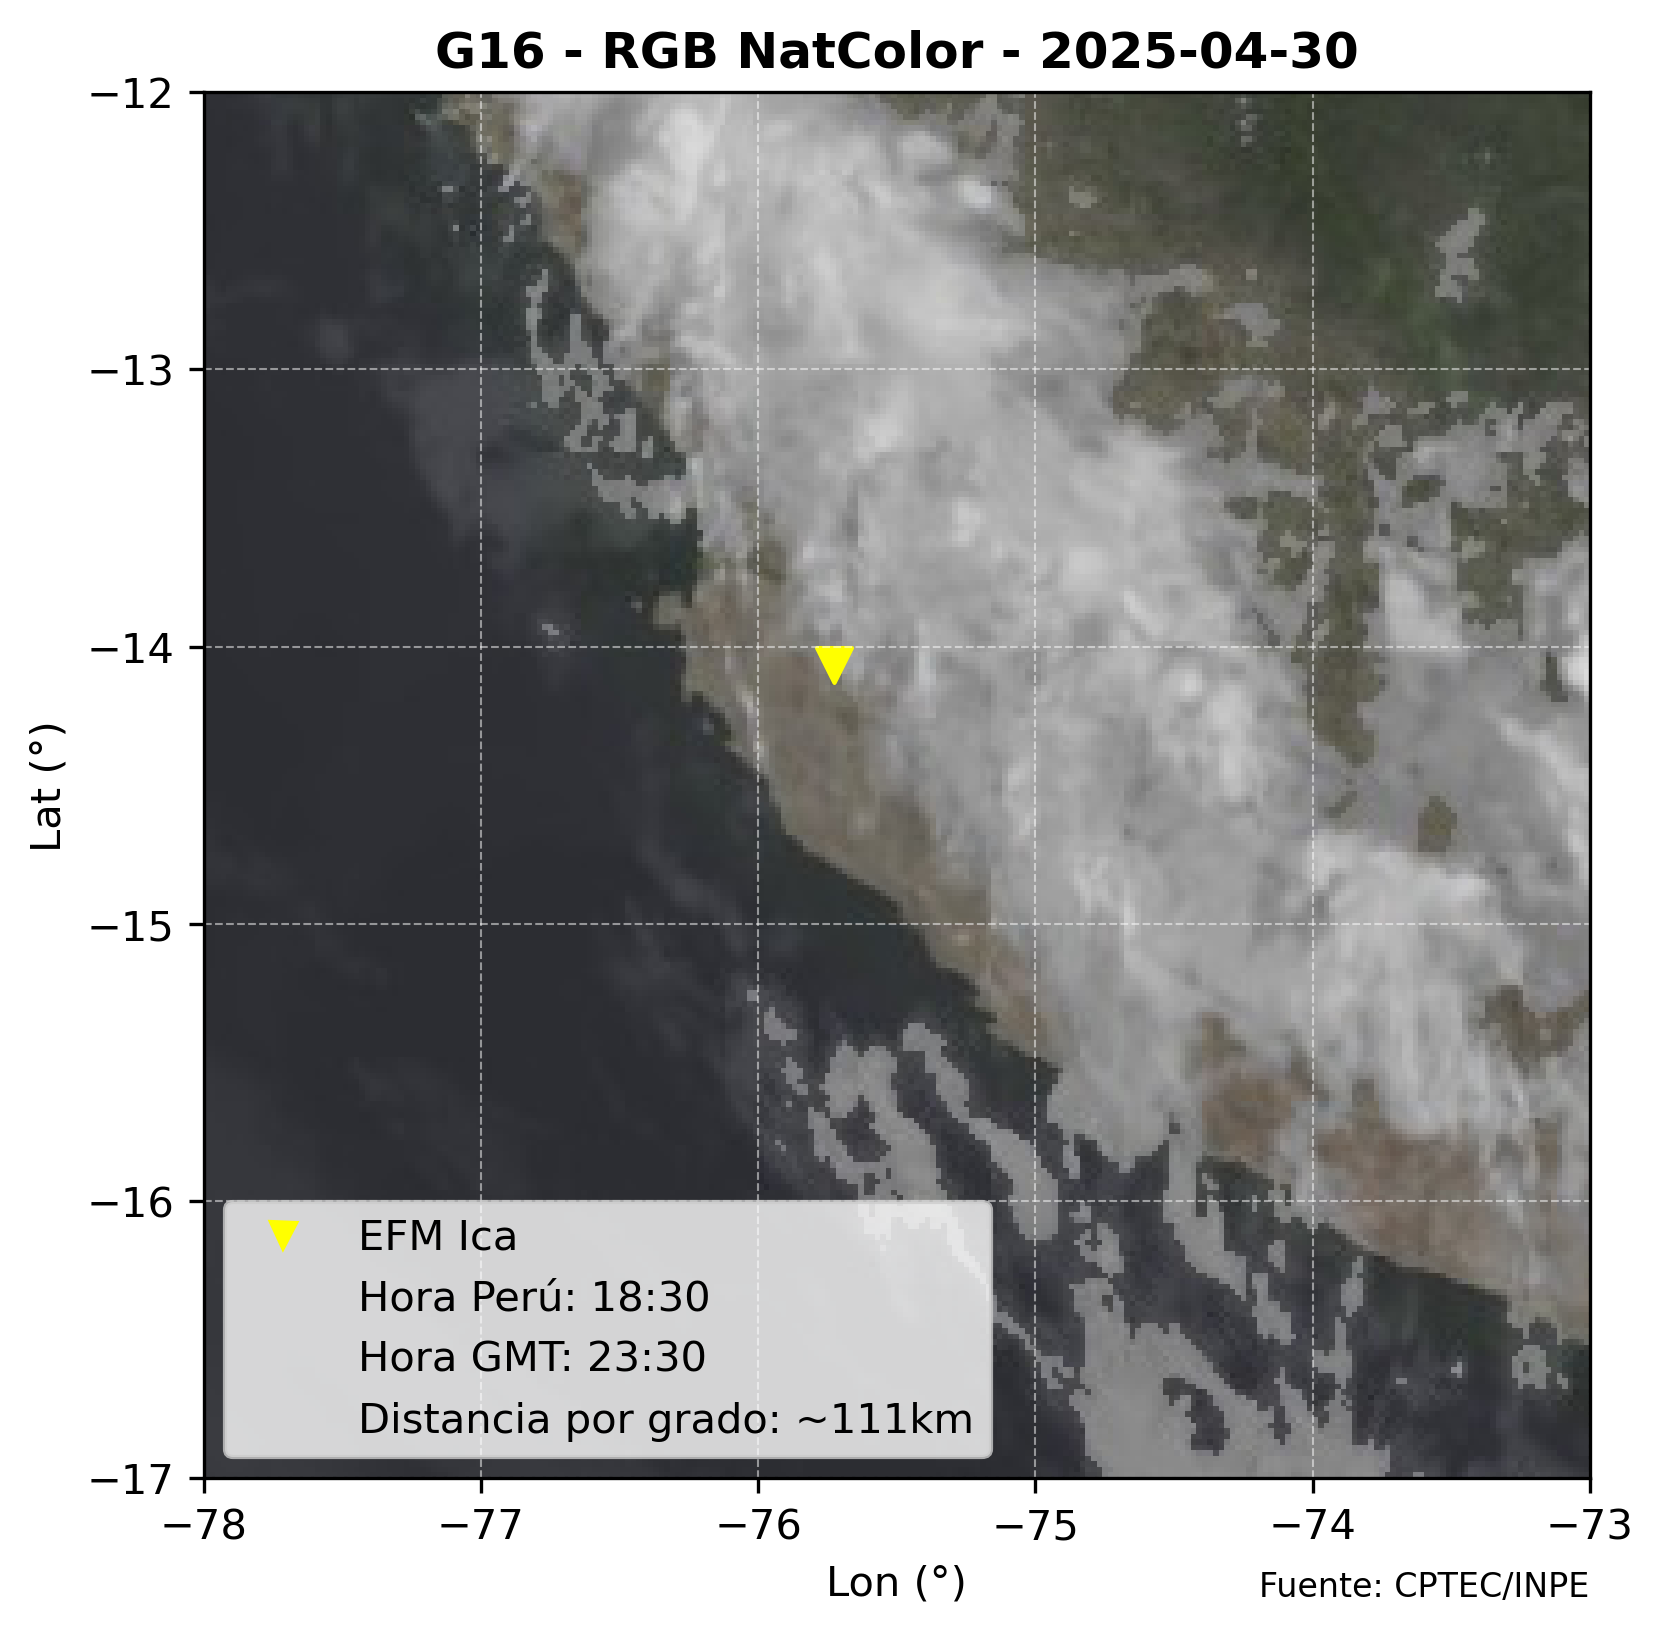 G16 - RGB NatColor - 2025-04-30
−12
−13
−14
−15
−16
−17
Lat (°)
EFM Ica
Hora Perú: 18:30
Hora GMT: 23:30
Distancia por grado: ~111km
−78 −77 −76 −75 −74 −73
Lon (°)
Fuente: CPTEC/INPE